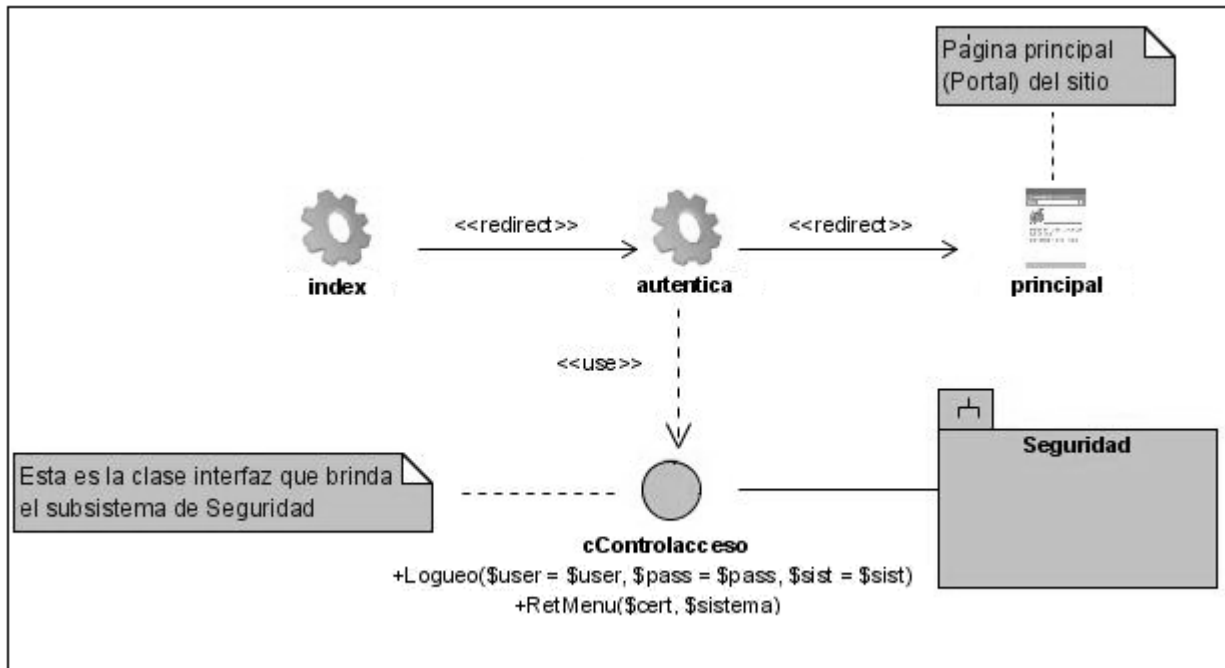 Página principal
(Portal) del sitio
<<redirect>>
<<redirect>>
index
autentica
principal
<<use>>
Seguridad
Esta es la clase interfaz que brinda
el subsistema de Seguridad
cControlacceso
+Logueo($user = $user, $pass = $pass, $sist = $sist)
+RetMenu($cert, $sistema)